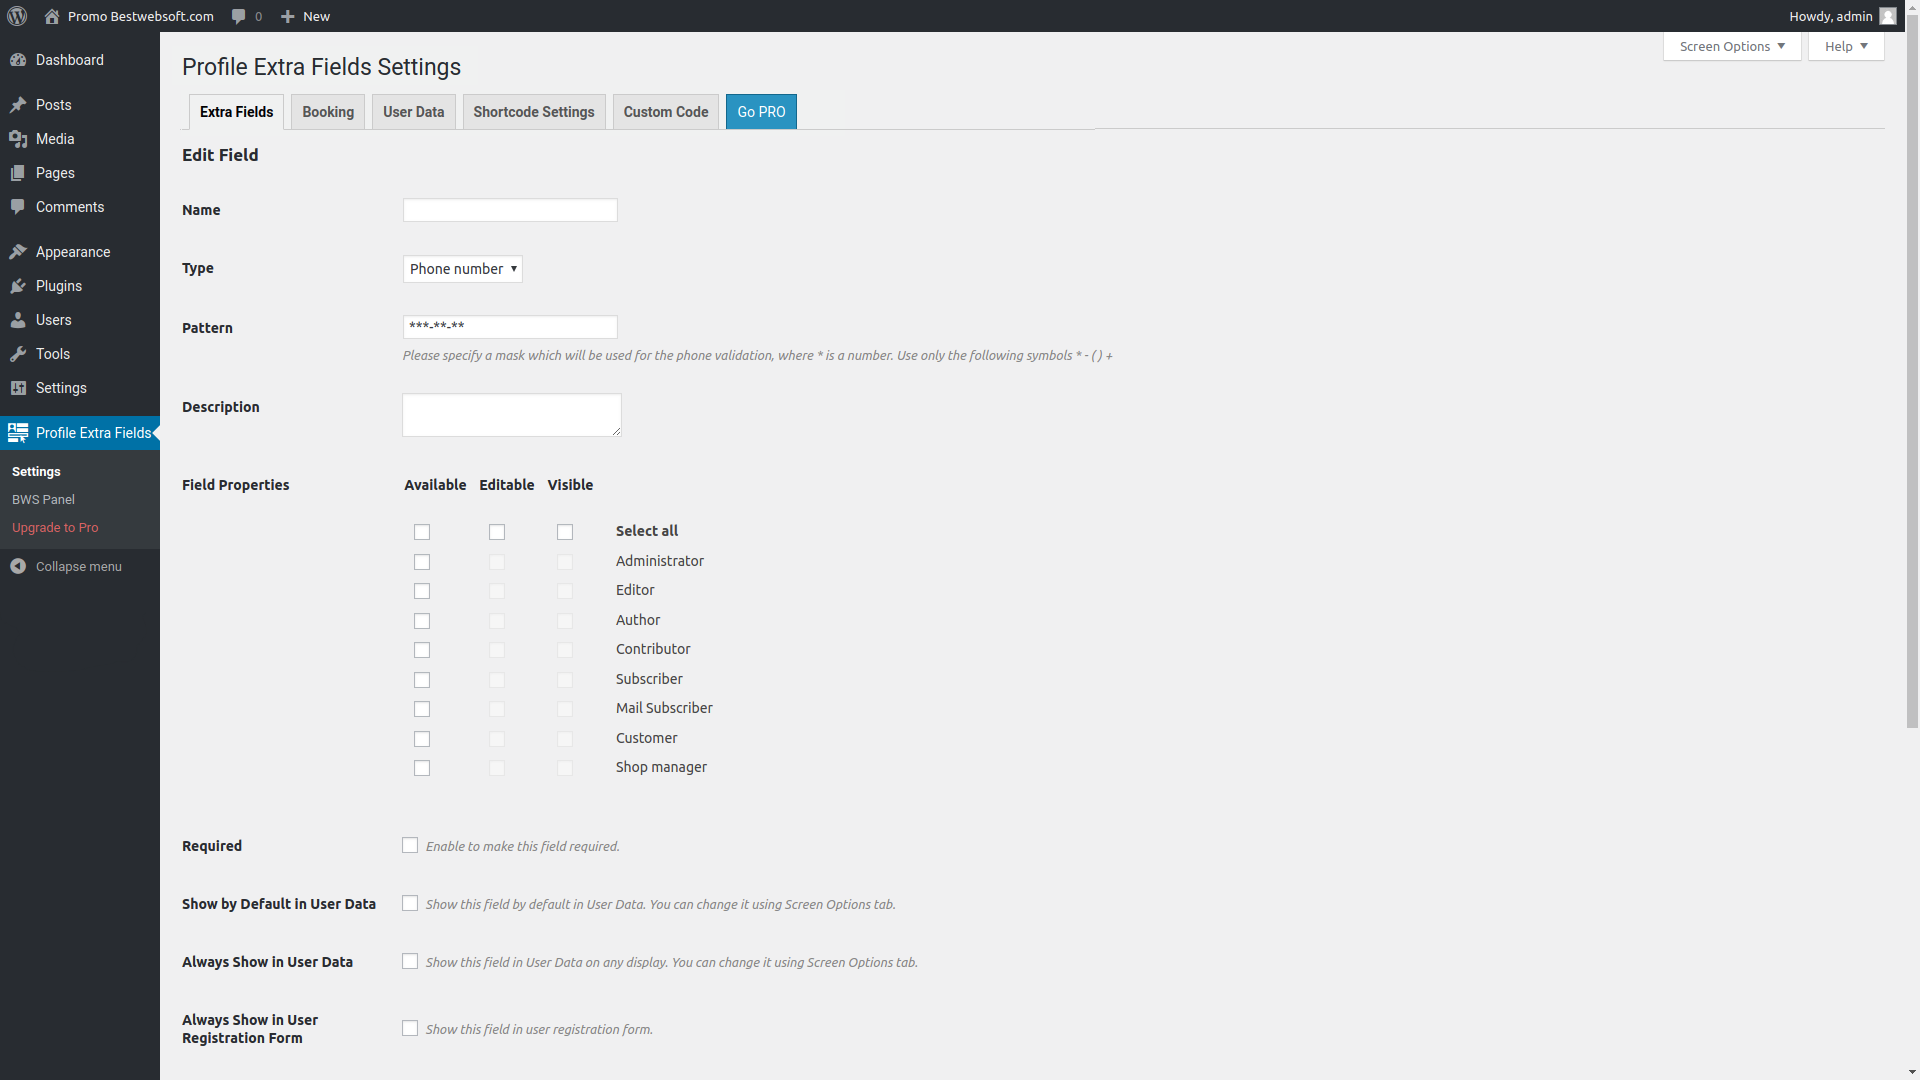 Promo Bestwebsoft.com 0 New Howdy, admin
Screen Options Help
Dashboard
Posts
Media
Pages
Comments
Appearance
Plugins
Users
Tools
Settings
Profile Extra Fields
Settings
BWS Panel
Upgrade to Pro
Collapse menu
Profile Extra Fields Settings
Extra Fields Booking User Data Shortcode Settings Custom Code Go PRO
Edit Field
Name
Type Phone number
Pattern ***-**-**
Please specify a mask which will be used for the phone validation, where * is a number. Use only the following symbols * - ( ) +
Description
Field Properties Available Editable Visible
Select all
Administrator
Editor
Author
Contributor
Subscriber
Mail Subscriber
Customer
Shop manager
Required Enable to make this field required.
Show by Default in User Data Show this field by default in User Data. You can change it using Screen Options tab.
Always Show in User Data Show this field in User Data on any display. You can change it using Screen Options tab.
Always Show in User
Registration Form
Show this field in user registration form.